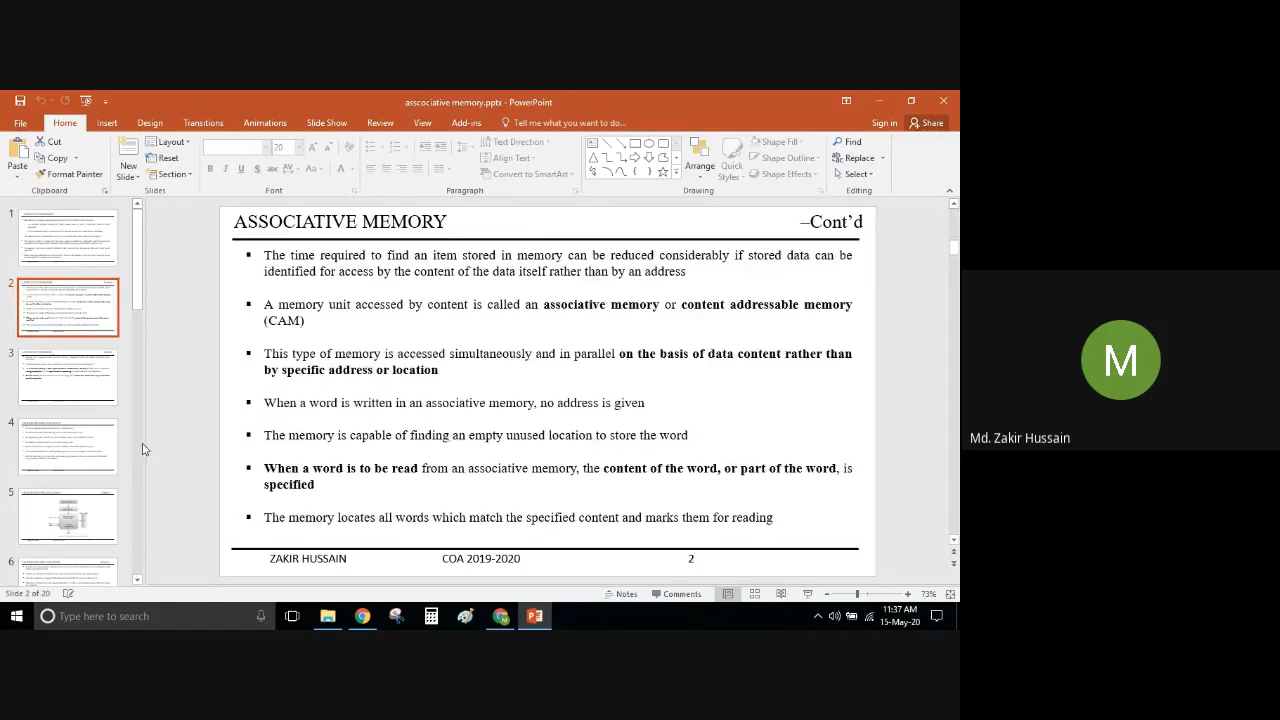 asscociative memory.pptx - PowerPoint
File Home Insert Design Transitions Animations Slide Show Review View Add-ins Tell me what you want to do... Sign in Share
Paste
Cut
Copy
Format Painter
Clipboard
New
Slide
Layout
Reset
Section
Slides
20
Font
Text Direction
Align Text
Convert to SmartArt
Paragraph
Arrange
Quick
Styles
Shape Fill
Shape Outline
Shape Effects
Drawing
Find
Replace
Select
Editing
1
2
3
4
5
6
ASSOCIATIVE MEMORY –Cont'd
▪ The time required to find an item stored in memory can be reduced considerably if stored data can be
identified for access by the content of the data itself rather than by an address
▪ A memory unit accessed by content is called an associative memory or content addressable memory
(CAM)
▪ This type of memory is accessed simultaneously and in parallel on the basis of data content rather than
by specific address or location
▪ When a word is written in an associative memory, no address is given
▪ The memory is capable of finding an empty unused location to store the word
▪ When a word is to be read from an associative memory, the content of the word, or part of the word, is
specified
▪ The memory locates all words which match the specified content and marks them for reading
ZAKIR HUSSAIN COA 2019-2020 2
Slide 2 of 20 Notes Comments 73%
Type here to search
11:37 AM
15-May-20
M
Md. Zakir Hussain